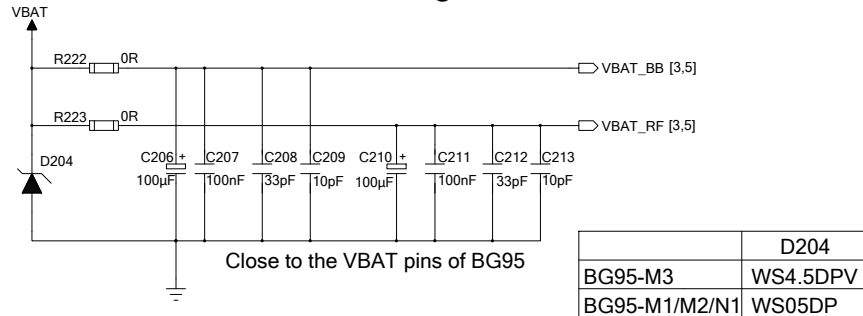 VBAT
R222 0R
VBAT_BB [3,5]
R223 0R
VBAT_RF [3,5]
D204
C206 + C207 C208 C209 C210 + C211 C212 C213
100µF 100nF 33pF 10pF 100µF 100nF 33pF 10pF
Close to the VBAT pins of BG95
D204
BG95-M3 WS4.5DPV
BG95-M1/M2/N1 WS05DP